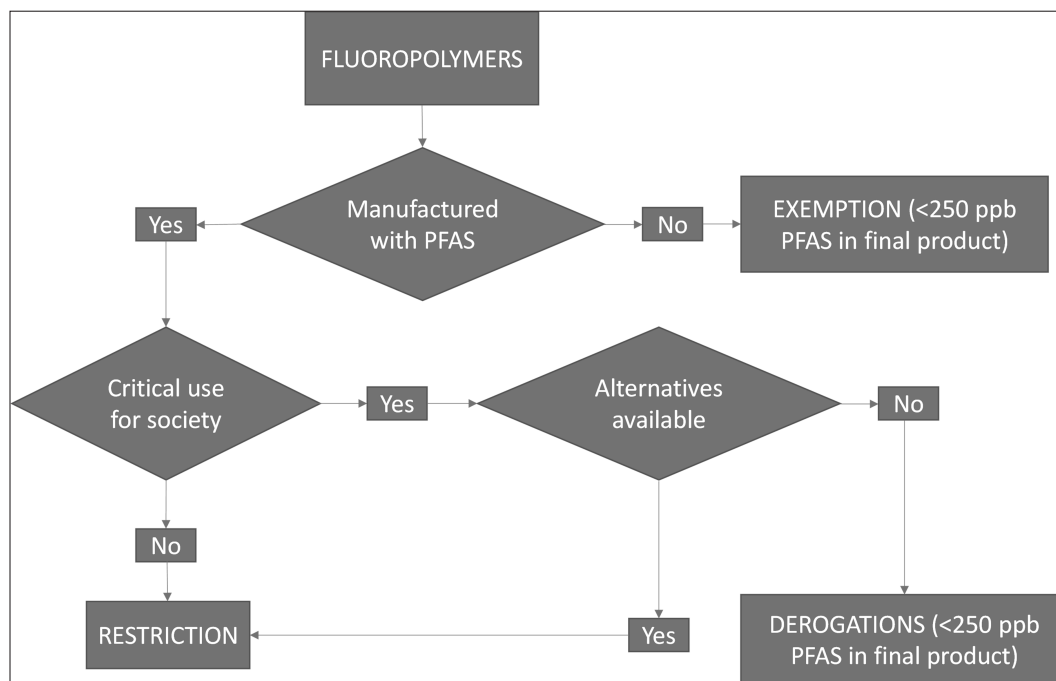 FLUOROPOLYMERS
Manufactured
with PFAS
Yes
No
EXEMPTION (<250 ppb
PFAS in final product)
Critical use
for society
Yes
Alternatives
available
No
No
RESTRICTION
Yes
DEROGATIONS (<250 ppb
PFAS in final product)